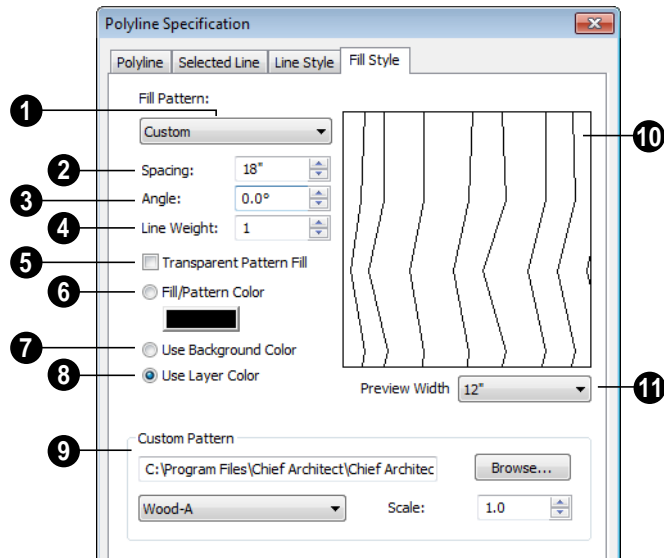 Polyline Specification
Polyline Selected Line Line Style Fill Style
1
Fill Pattern:
Custom
10
2
Spacing: 18"
3
Angle: 0.0°
4
Line Weight: 1
5
Transparent Pattern Fill
6
Fill/Pattern Color
7
Use Background Color
8
Use Layer Color
Preview Width 12"
11
9
Custom Pattern
C:\Program Files\Chief Architect\Chief Architec
Browse...
Wood-A
Scale: 1.0